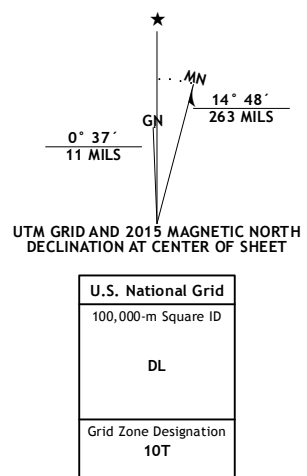 ★
MN
GN
0° 37´
11 MILS
14° 48´
263 MILS
UTM GRID AND 2015 MAGNETIC NORTH
DECLINATION AT CENTER OF SHEET
U.S. National Grid
100,000-m Square ID
DL
Grid Zone Designation
10T